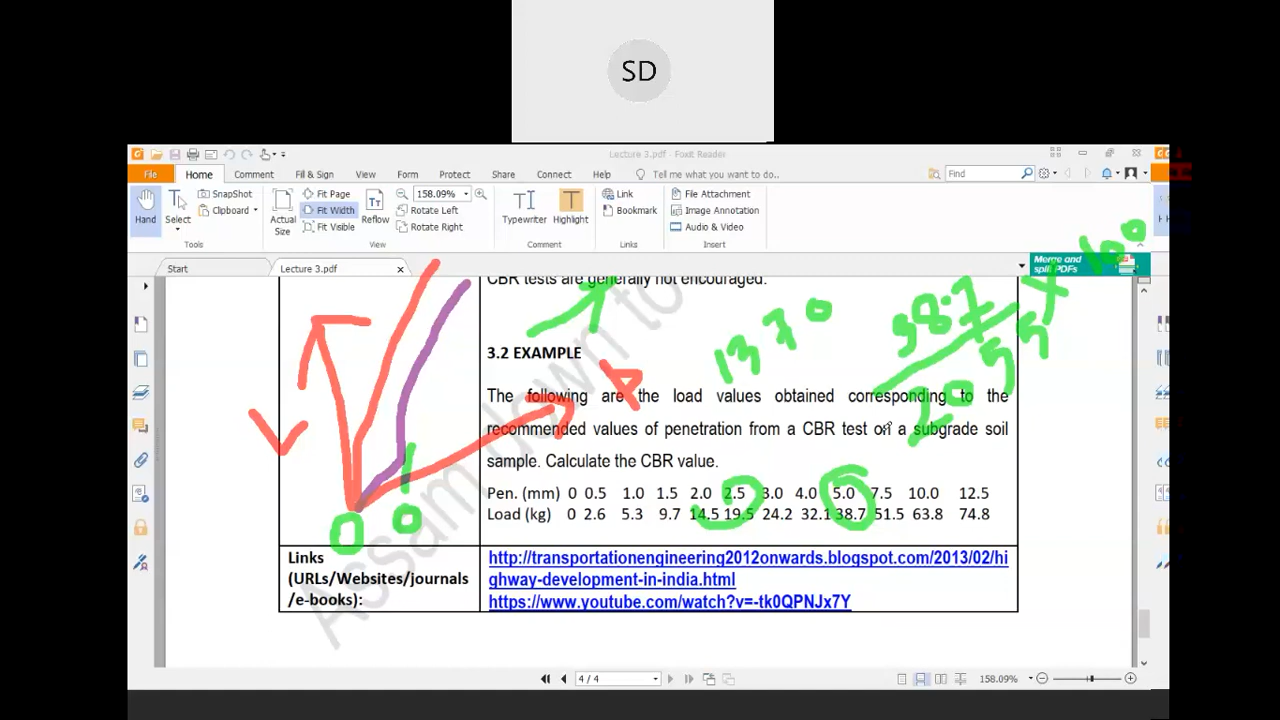 SD
Lecture 3.pdf - Foxit Reader
File Home Comment Fill & Sign View Form Protect Share Connect Help Tell me what you want to do.. Find
Hand
Select
SnapShot
Clipboard
Actual Size
Fit Page
Fit Width
Fit Visible
Reflow
158.09%
Rotate Left
Rotate Right
Typewriter
Highlight
Link
Bookmark
File Attachment
Image Annotation
Audio & Video
Tools View Comment Links Insert
Start Lecture 3.pdf
Merge and
split PDFs
CBR tests are generally not encouraged.
1370
38.7
2055
X 100
3.2 EXAMPLE
The following are the load values obtained corresponding to the
recommended values of penetration from a CBR test on a subgrade soil
sample. Calculate the CBR value.
Pen. (mm) 0 0.5 1.0 1.5 2.0 2.5 3.0 4.0 5.0 7.5 10.0 12.5
Load (kg) 0 2.6 5.3 9.7 14.5 19.5 24.2 32.1 38.7 51.5 63.8 74.8
P
0 0
Links
(URLs/Websites/journals
/e-books):
http://transportationengineering2012onwards.blogspot.com/2013/02/hi
ghway-development-in-india.html
https://www.youtube.com/watch?v=-tk0QPNJx7Y
Assam down to
4 / 4
158.09%